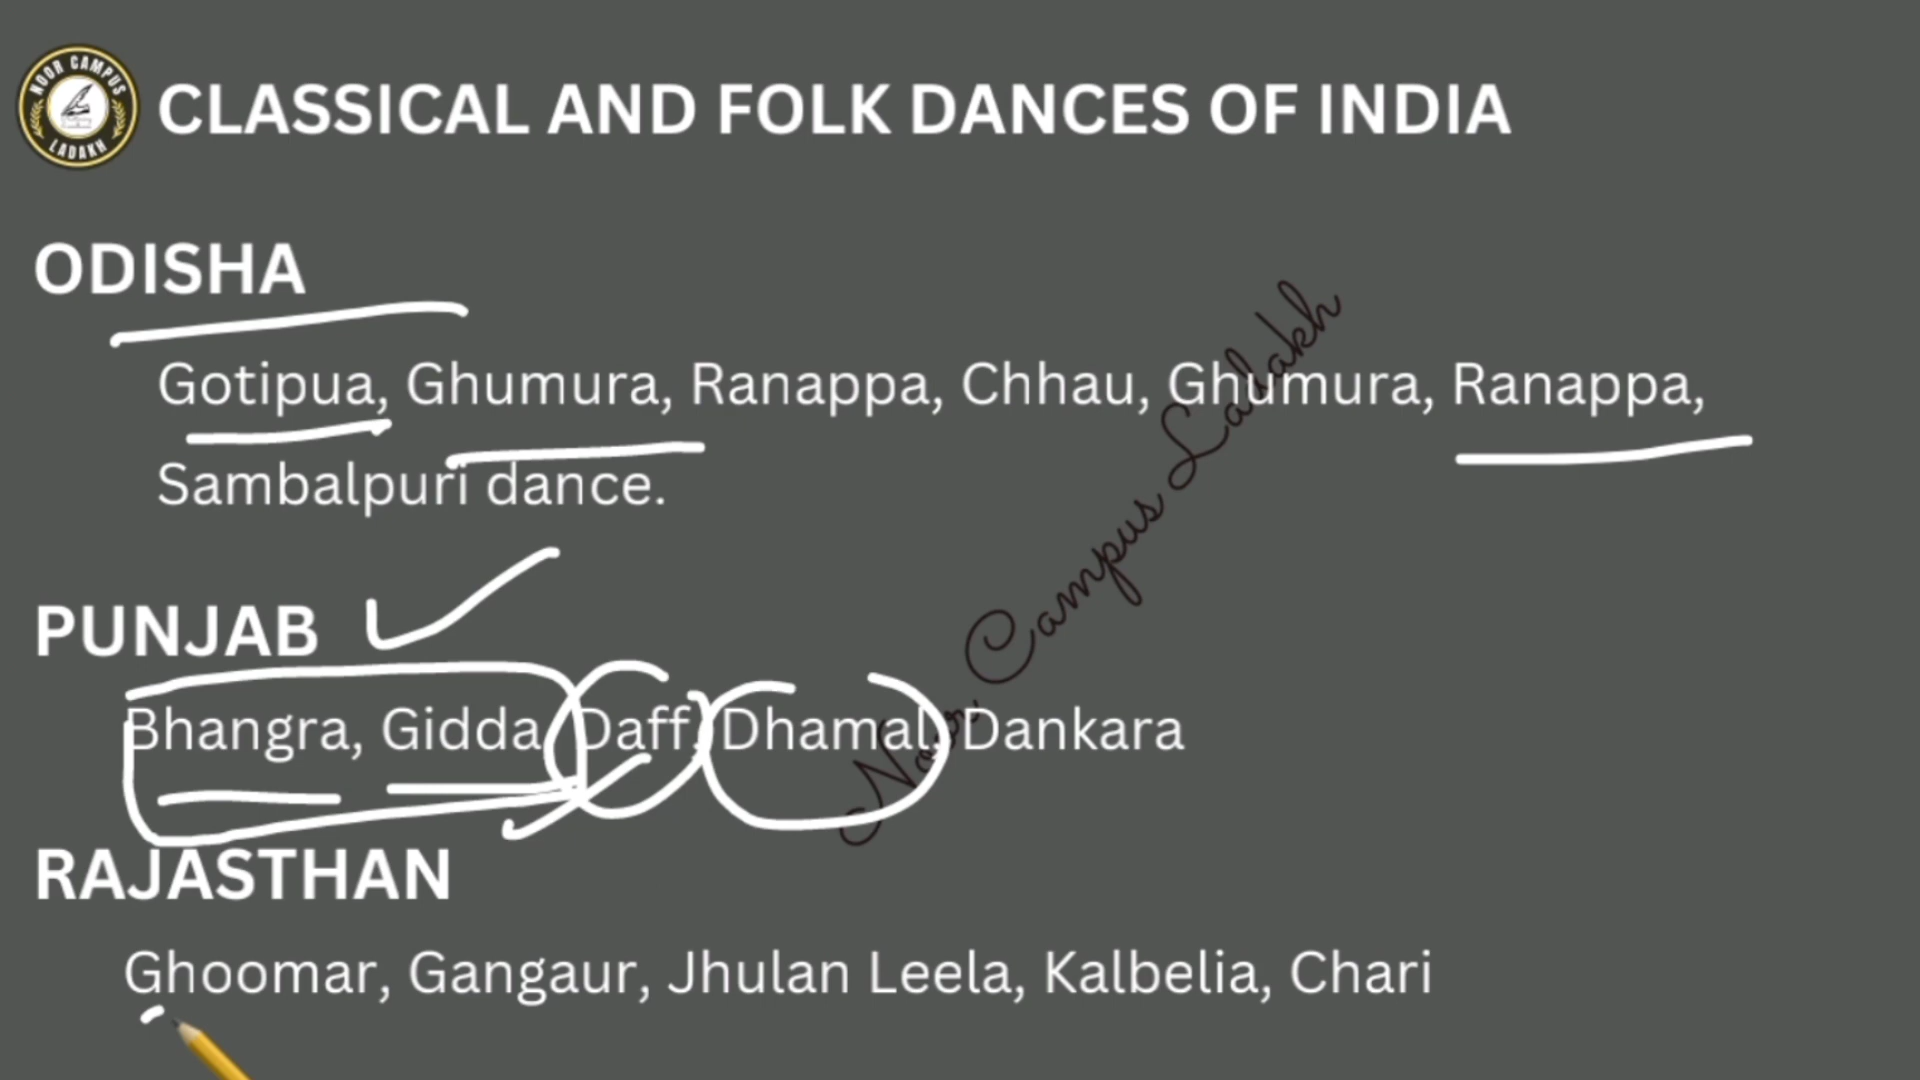 NOOR CAMPUS
LADAKH
CLASSICAL AND FOLK DANCES OF INDIA
ODISHA
Gotipua, Ghumura, Ranappa, Chhau, Ghumura, Ranappa,
Sambalpuri dance.
PUNJAB
Bhangra, Gidda, Daff, Dhamal, Dankara
RAJASTHAN
Ghoomar, Gangaur, Jhulan Leela, Kalbelia, Chari
Noor Campus Ladakh